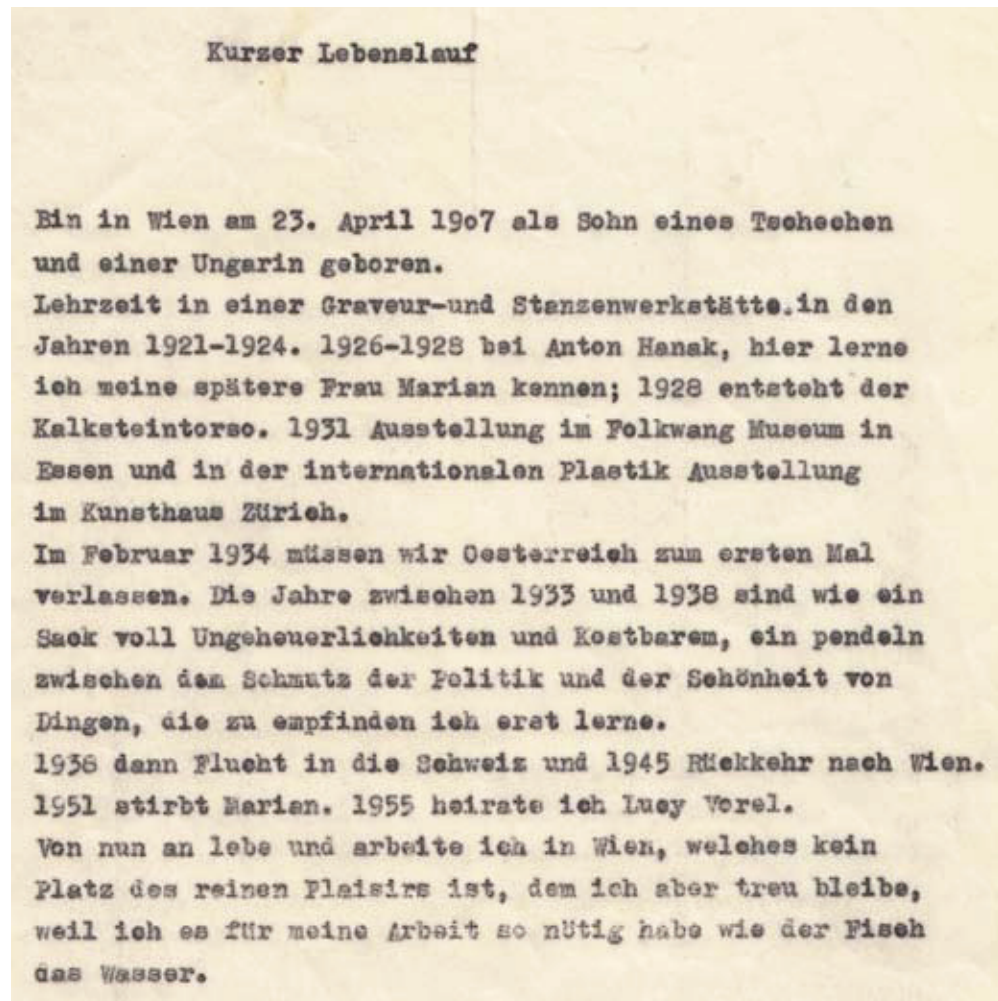 Kurzer Lebenslauf
Bin in Wien am 23. April 19o7 als Sohn eines Tschechen
und einer Ungarin geboren.
Lehrzeit in einer Graveur-und Stanzenwerkstätte.in den
Jahren 1921-1924. 1926-1928 bei Anton Hanak, hier lerne
ich meine spätere Frau Marian kennen; 1928 entsteht der
Kalksteintorso. 1931 Ausstellung im Folkwang Museum in
Essen und in der internationalen Plastik Ausstellung
im Kunsthaus Zürich.
Im Februar 1934 müssen wir Oesterreich zum ersten Mal
verlassen. Die Jahre zwischen 1933 und 1938 sind wie ein
Sack voll Ungeheuerlichkeiten und Kostbarem, ein pendeln
zwischen dem Schmutz der Politik und der Schönheit von
Dingen, die zu empfinden ich erst lerne.
1938 dann Flucht in die Schweiz und 1945 Rückkehr nach Wien.
1951 stirbt Marian. 1955 heirate ich Lucy Vorel.
Von nun an lebe und arbeite ich in Wien, welches kein
Platz des reinen Plaisirs ist, dem ich aber treu bleibe,
weil ich es für meine Arbeit so nötig habe wie der Fisch
das Wasser.